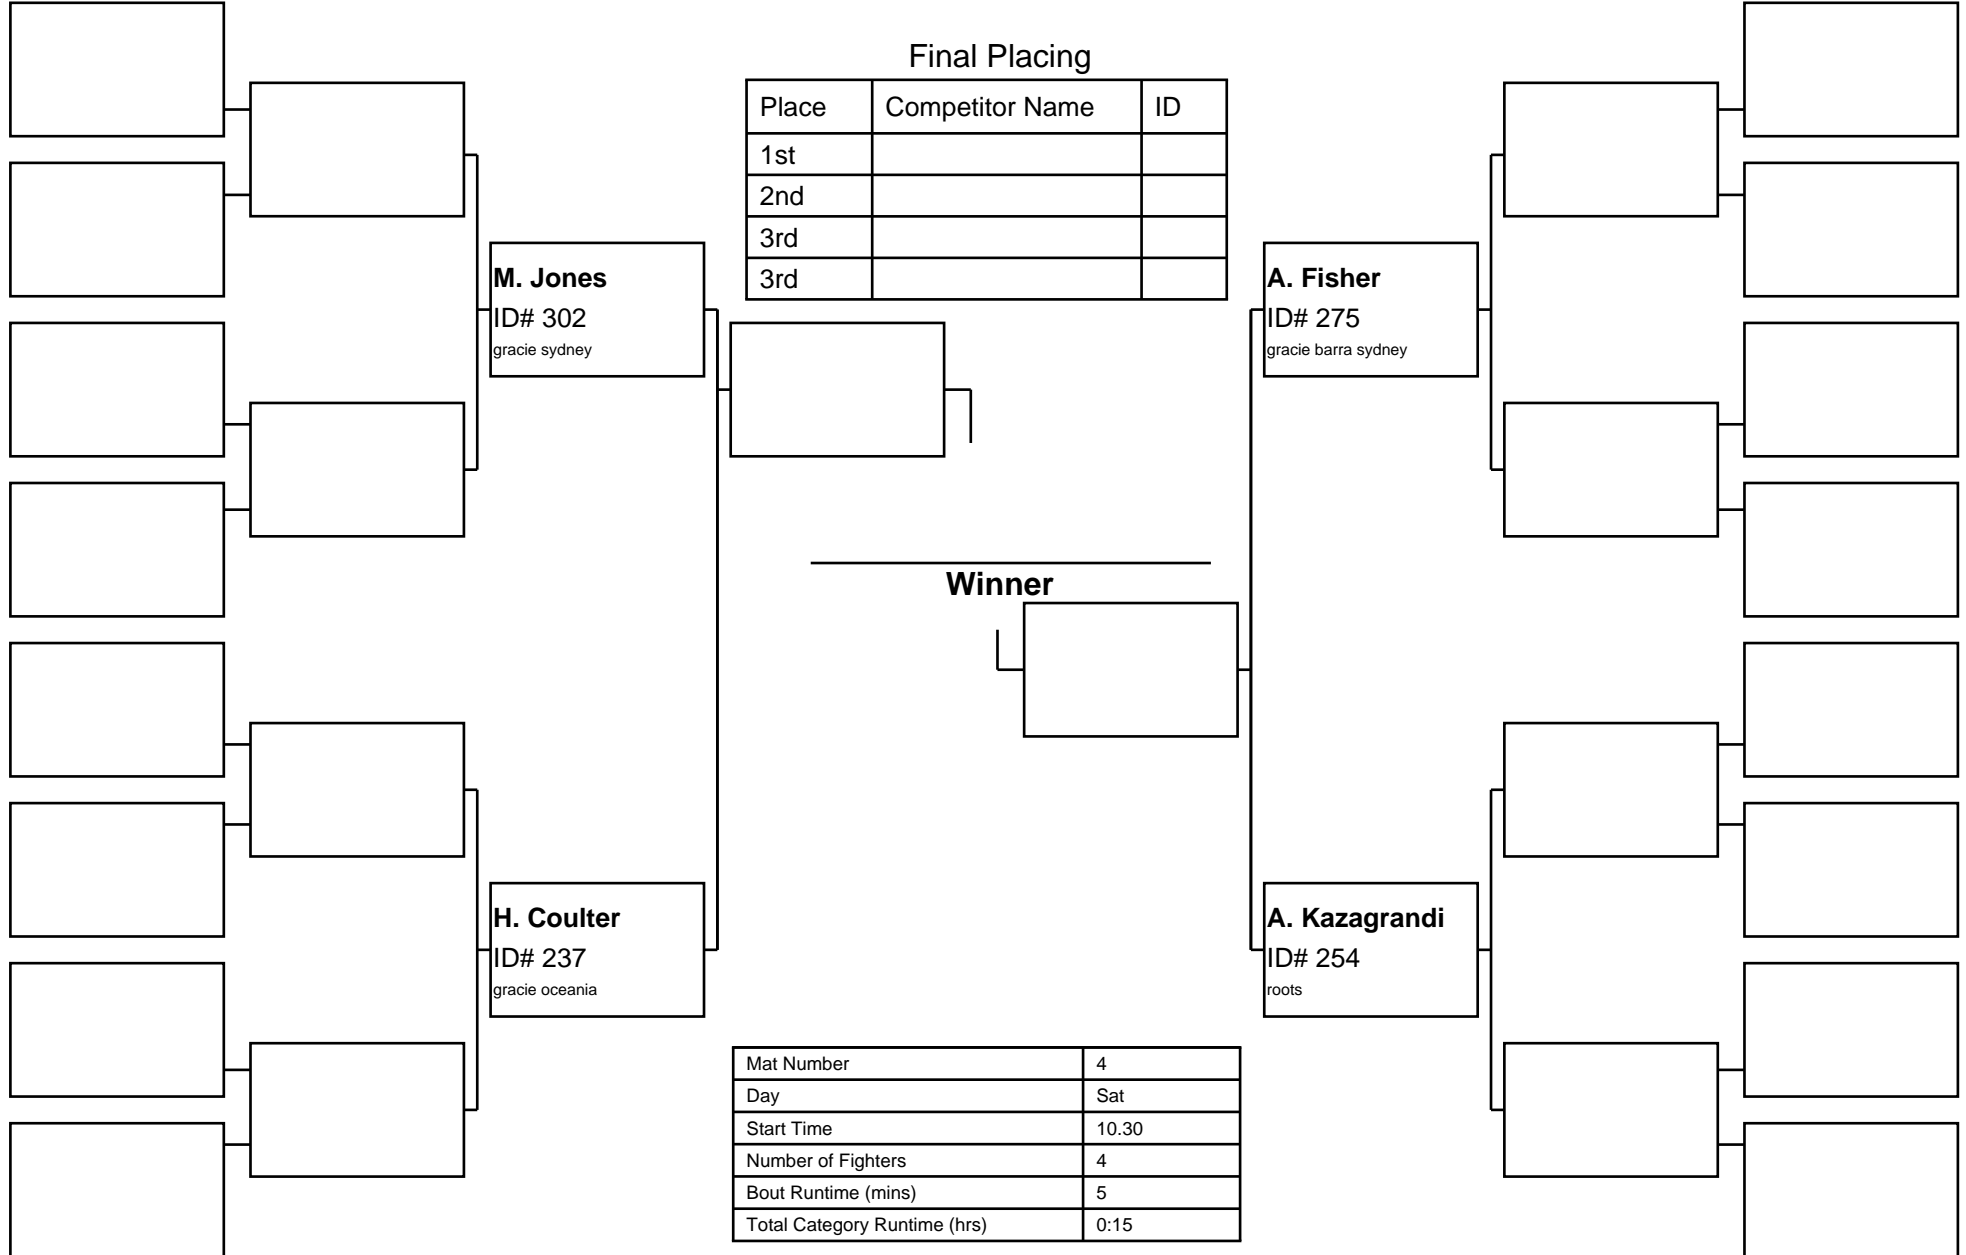 Final Placing
Place Competitor Name ID
1st
2nd
3rd
3rd
M. Jones
ID# 302
gracie sydney
A. Fisher
ID# 275
gracie barra sydney
Winner
H. Coulter
ID# 237
gracie oceania
A. Kazagrandi
ID# 254
roots
Mat Number 4
Day Sat
Start Time 10.30
Number of Fighters 4
Bout Runtime (mins) 5
Total Category Runtime (hrs) 0:15